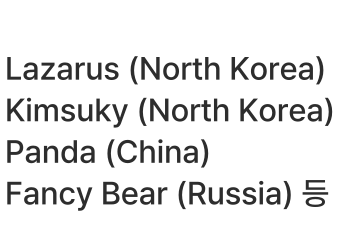 Lazarus (North Korea)
Kimsuky (North Korea)
Panda (China)
Fancy Bear (Russia) 등